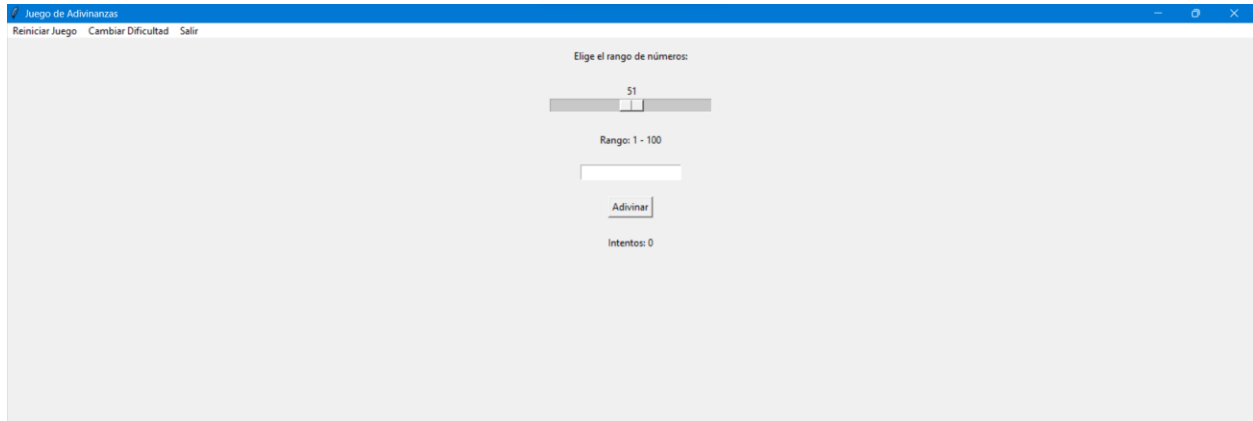 Juego de Adivinanzas
Reiniciar Juego Cambiar Dificultad Salir
Elige el rango de números:
51
Rango: 1 - 100
Adivinar
Intentos: 0